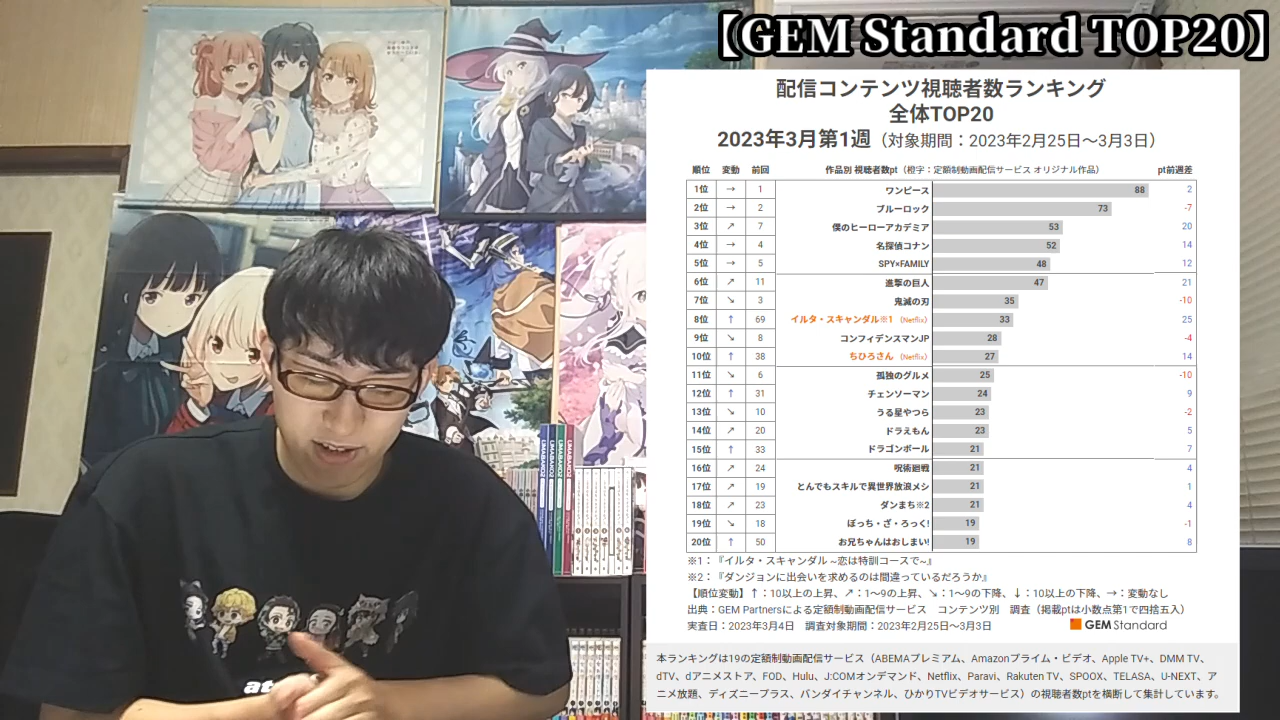 【GEM Standard TOP20】
配信コンテンツ視聴者数ランキング
全体TOP20
2023年3月第1週（対象期間：2023年2月25日～3月3日）
順位 変動 前回 作品別 視聴者数pt（橙字：定額制動画配信サービス オリジナル作品） pt前週差
1位 → 1 ワンピース 88 2
2位 → 2 ブルーロック 73 -7
3位 ↗ 7 僕のヒーローアカデミア 53 20
4位 → 4 名探偵コナン 52 14
5位 → 5 SPY×FAMILY 48 12
6位 ↗ 11 進撃の巨人 47 21
7位 ↘ 3 鬼滅の刃 35 -10
8位 ↑ 69 イルタ・スキャンダル※1（Netflix） 33 25
9位 ↘ 8 コンフィデンスマンJP 28 -4
10位 ↑ 38 ちひろさん（Netflix） 27 14
11位 ↘ 6 孤独のグルメ 25 -10
12位 ↑ 31 チェンソーマン 24 9
13位 ↘ 10 うる星やつら 23 -2
14位 ↗ 20 ドラえもん 23 5
15位 ↑ 33 ドラゴンボール 21 7
16位 ↗ 24 呪術廻戦 21 4
17位 ↗ 19 とんでもスキルで異世界放浪メシ 21 1
18位 ↗ 23 ダンまち※2 21 4
19位 ↘ 18 ぼっち・ざ・ろっく! 19 -1
20位 ↑ 50 お兄ちゃんはおしまい! 19 8
※1：『イルタ・スキャンダル ~恋は特訓コースで~』
※2：『ダンジョンに出会いを求めるのは間違っているだろうか』
【順位変動】↑：10以上の上昇、↗：1～9の上昇、↘：1～9の下降、↓：10以上の下降、→：変動なし
出典：GEM Partnersによる定額制動画配信サービス コンテンツ別 調査（掲載ptは小数点第1で四捨五入）
実査日：2023年3月4日 調査対象期間：2023年2月25日～3月3日
GEM Standard
本ランキングは19の定額制動画配信サービス（ABEMAプレミアム、Amazonプライム・ビデオ、Apple TV+、DMM TV、
dTV、dアニメストア、FOD、Hulu、J:COMオンデマンド、Netflix、Paravi、Rakuten TV、SPOOX、TELASA、U-NEXT、ア
ニメ放題、ディズニープラス、バンダイチャンネル、ひかりTVビデオサービス）の視聴者数ptを横断して集計しています。